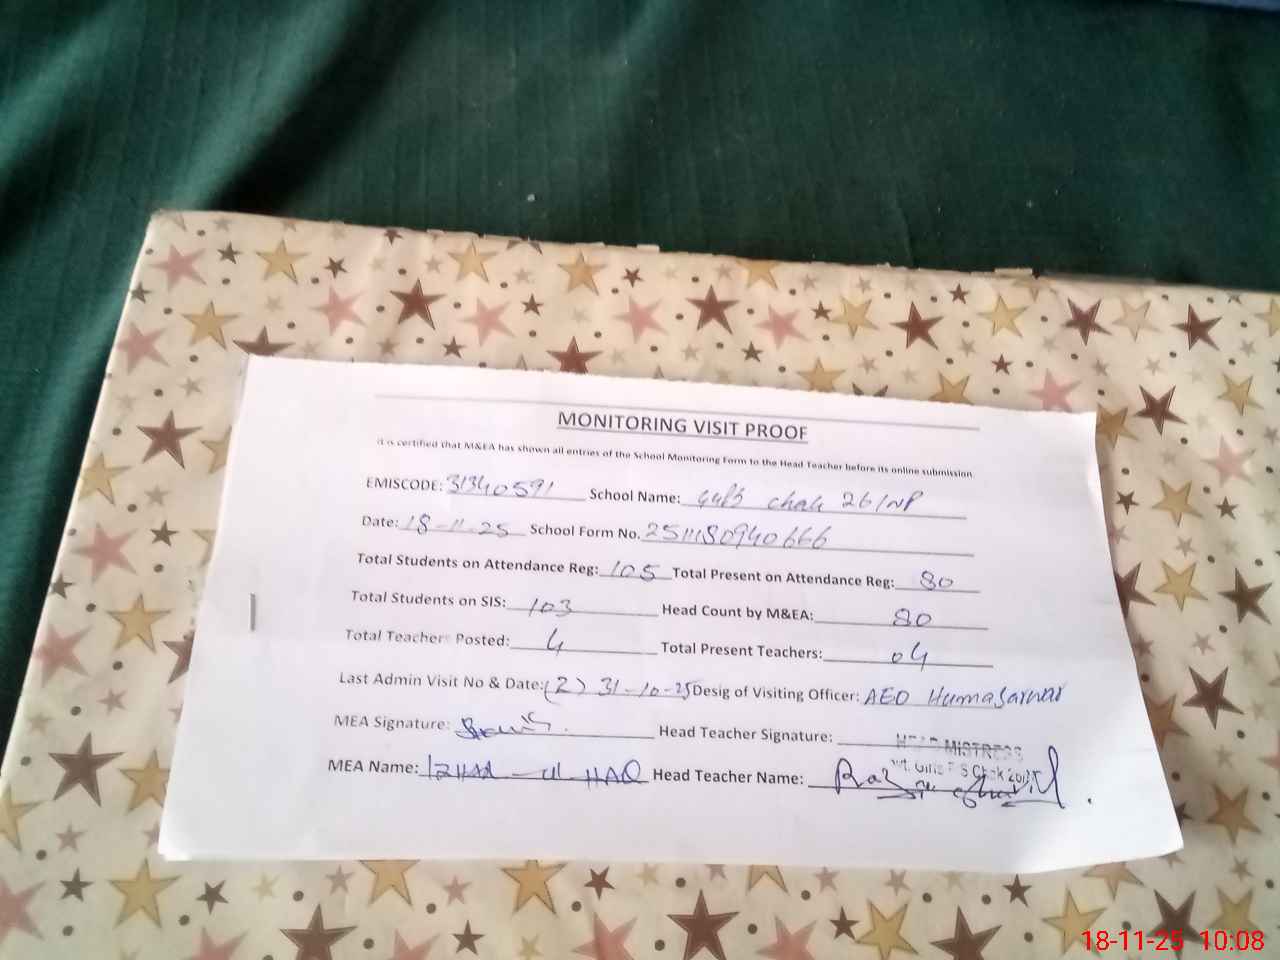 MONITORING VISIT PROOF
It is certified that M&EA has shown all entries of the School Monitoring Form to the Head Teacher before its online submission
EMISCODE: 31340591 School Name: GGPS chak 261NP
Date: 18-11-25 School Form No. 2511180940666
Total Students on Attendance Reg: 105 Total Present on Attendance Reg: 80
Total Students on SIS: 103 Head Count by M&EA: 80
Total Teachers Posted: 4 Total Present Teachers: 04
Last Admin Visit No & Date: (2) 31-10-25 Desig of Visiting Officer: AEO Huma Sarwar
MEA Signature: Head Teacher Signature:
HEAD MISTRESS
MEA Name: IZHAR-ul-HAQ Head Teacher Name:
18-11-25 10:08